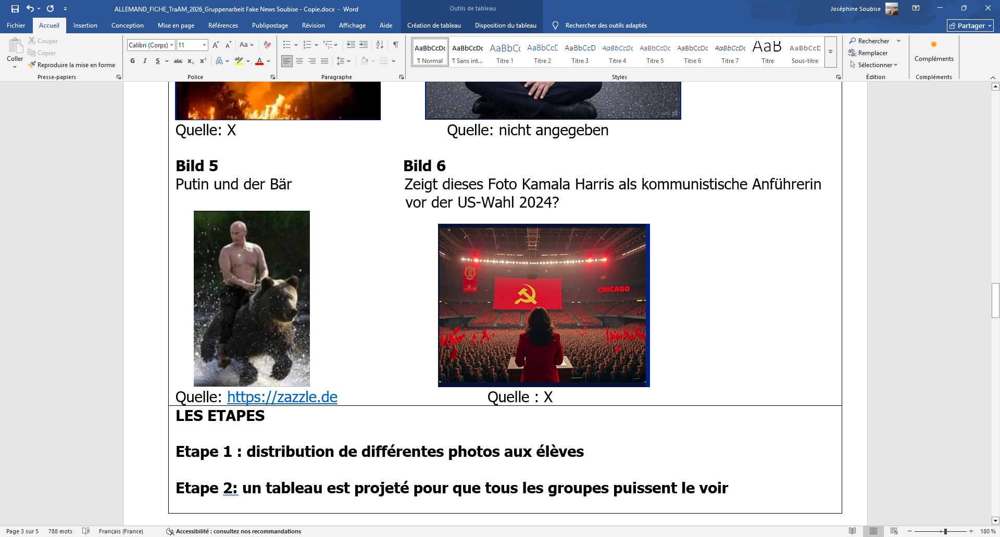 ALLEMAND_FICHE_TraAM_2026_Gruppenarbeit Fake News Soubise - Copie.docx - Word
Outils de tableau
Joséphine Soubise
Fichier
Accueil
Insertion
Conception
Mise en page
Références
Publipostage
Révision
Affichage
Aide
Création de tableau
Disposition du tableau
Rechercher des outils adaptés
Partager
Coller
Couper
Copier
Reproduire la mise en forme
Presse-papiers
Calibri (Corps)
11
Aa
G I S abc x₂ x²
A A
Police
Paragraphe
AaBbCcDc AaBbCcDc AaBbCc AaBbCcD AaBbCcD AaBbCcDc AaBbCcDc AaBbCcDc AaBbCcDc AaB AaBbCcD
¶ Normal ¶ Sans int... Titre 1 Titre 2 Titre 3 Titre 4 Titre 5 Titre 6 Titre 7 Titre Sous-titre
Styles
Rechercher
Remplacer
Sélectionner
Édition
Compléments
Compléments
Quelle: X Quelle: nicht angegeben
Bild 5 Bild 6
Putin und der Bär Zeigt dieses Foto Kamala Harris als kommunistische Anführerin
vor der US-Wahl 2024?
CHICAGO
Quelle: https://zazzle.de Quelle : X
LES ETAPES
Etape 1 : distribution de différentes photos aux élèves
Etape 2: un tableau est projeté pour que tous les groupes puissent le voir
Page 3 sur 5 788 mots Français (France) Accessibilité : consultez nos recommandations 180 %